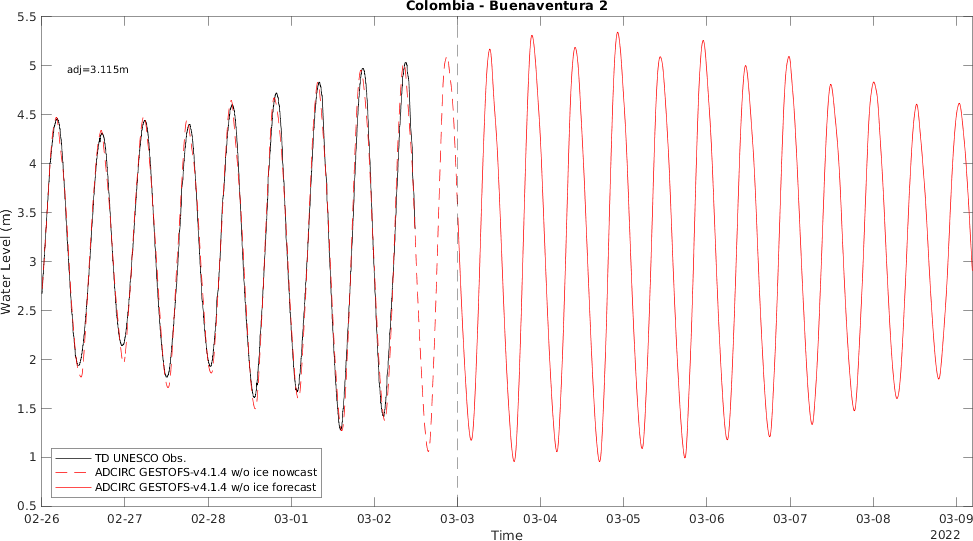 Colombia - Buenaventura 2
5.5
5
4.5
4
3.5
3
2.5
2
1.5
1
0.5
Water Level (m)
adj=3.115m
TD UNESCO Obs.
ADCIRC GESTOFS-v4.1.4 w/o ice nowcast
ADCIRC GESTOFS-v4.1.4 w/o ice forecast
02-26 02-27 02-28 03-01 03-02 03-03 03-04 03-05 03-06 03-07 03-08 03-09
Time
2022